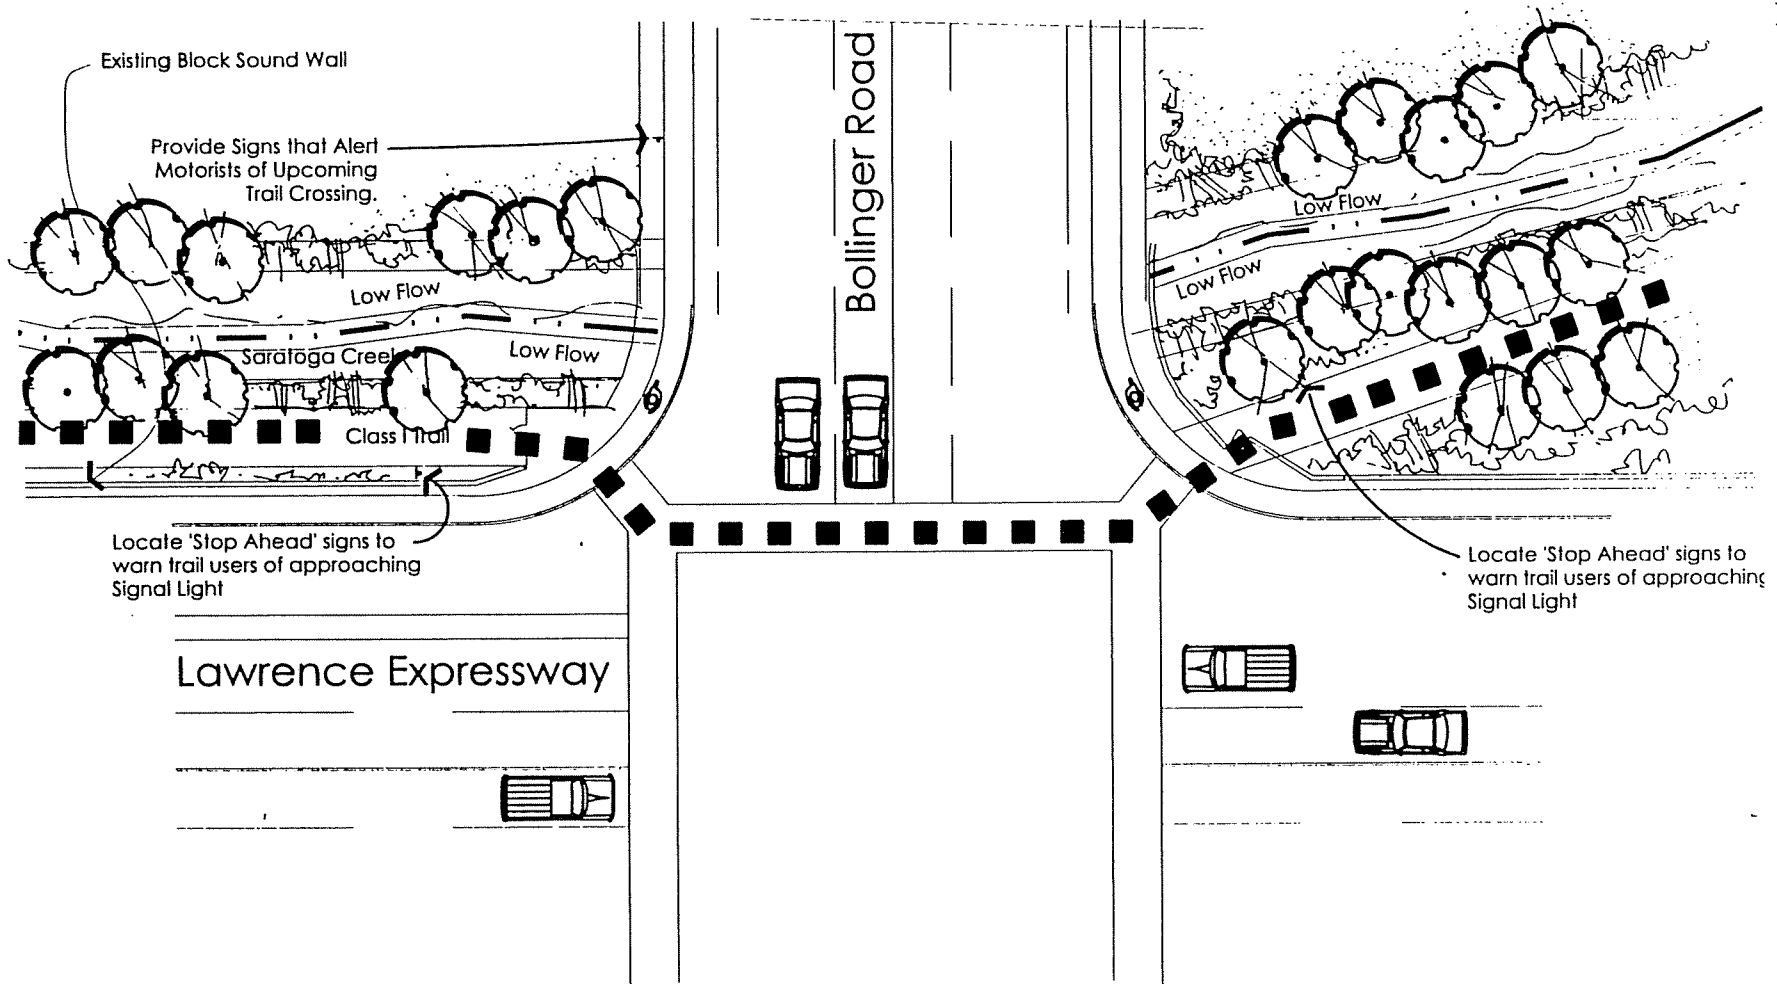 Existing Block Sound Wall
Provide Signs that Alert
Motorists of Upcoming
Trail Crossing.
Bollinger Road
Low Flow
Low Flow
Low Flow
Saratoga Creek
Low Flow
Class I Trail
Locate 'Stop Ahead' signs to
warn trail users of approaching
Signal Light
Locate 'Stop Ahead' signs to
warn trail users of approaching
Signal Light
Lawrence Expressway